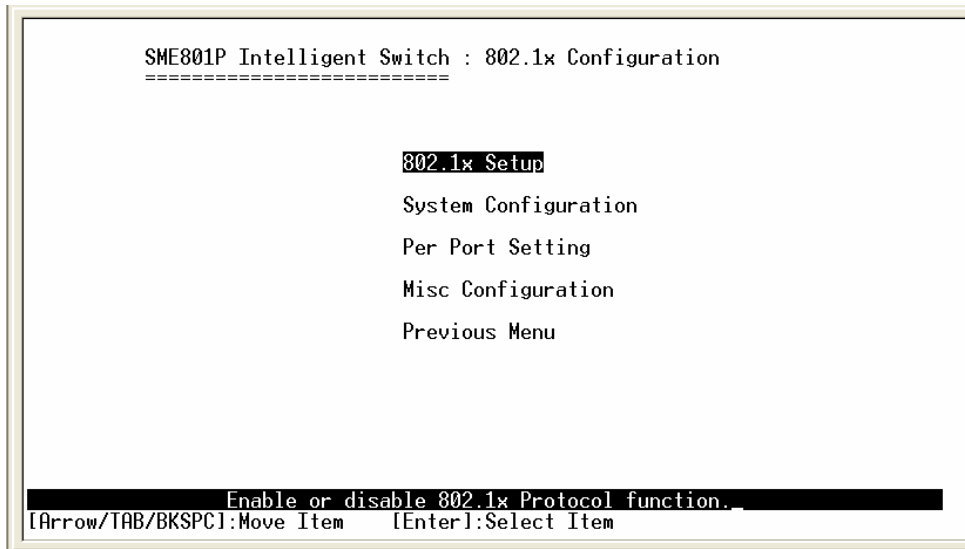 SME801P Intelligent Switch : 802.1x Configuration
==========================
802.1x Setup
System Configuration
Per Port Setting
Misc Configuration
Previous Menu
Enable or disable 802.1x Protocol function._
[Arrow/TAB/BKSPC]:Move Item [Enter]:Select Item